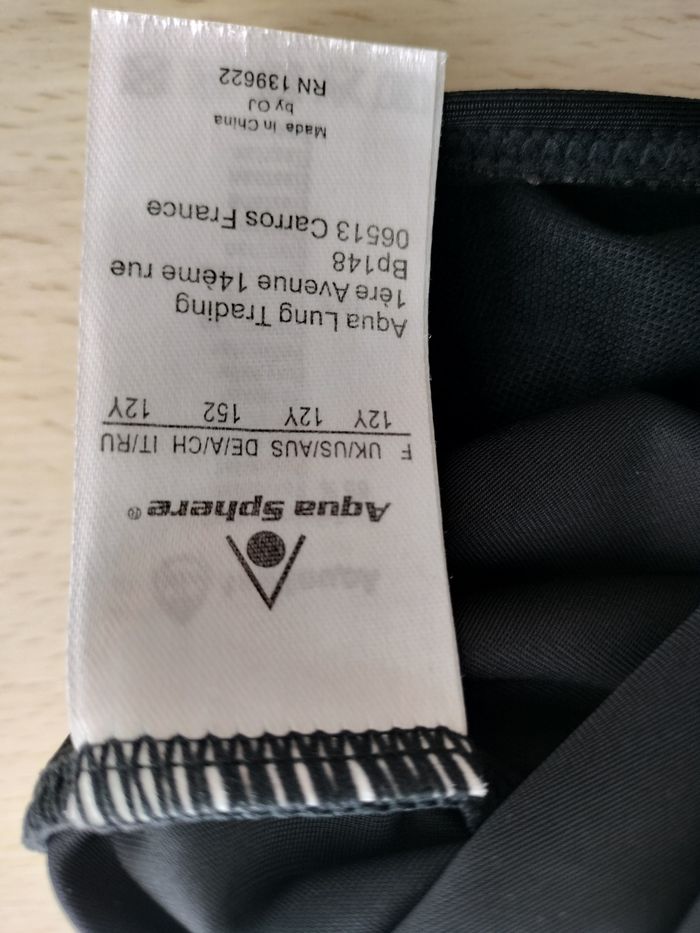 Aqua Sphere®
F UK/US/AUS DE/A/CH IT/RU
12Y 12Y 152 12Y
Aqua Lung Trading
1ère Avenue 14ème rue
Bp148
06513 Carros France
Made in China
by OJ
RN 139622